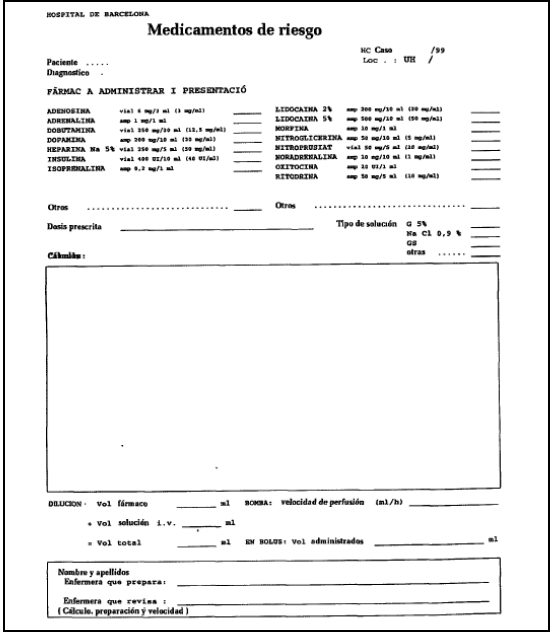 HOSPITAL DE BARCELONA
Medicamentos de riesgo
HC Caso /99
Paciente .....
Loc . : UH /
Diagnostico .
FÁRMAC A ADMINISTRAR I PRESENTACIÓ
ADENOSINA vial 6 mg/2 ml (3 mg/ml)
ADRENALINA amp 1 mg/1 ml
DOBUTAMINA vial 250 mg/20 ml (12,5 mg/ml)
DOPAMINA amp 200 mg/10 ml (20 mg/ml)
HEPARINA Na 5% vial 250 mg/5 ml (50 mg/ml)
INSULINA vial 400 UI/10 ml (40 UI/ml)
ISOPRENALINA amp 0,2 mg/1 ml
LIDOCAINA 2% amp 200 mg/10 ml (20 mg/ml)
LIDOCAINA 5% amp 500 mg/10 ml (50 mg/ml)
MORFINA amp 10 mg/1 ml
NITROGLICERINA amp 50 mg/10 ml (5 mg/ml)
NITROPRUSIAT vial 50 mg/5 ml (10 mg/ml)
NORADRENALINA amp 10 mg/10 ml (1 mg/ml)
OXITOCINA amp 10 UI/1 ml
RITODRINA amp 50 mg/5 ml (10 mg/ml)
Otros ............................
Otros ..............................
Dosis prescrita
Tipo de solución G 5%
Na Cl 0,9 %
GS
otras ......
Cálculos :
DILUCION - Vol fármaco ml BOMBA: velocidad de perfusión (ml/h)
+ Vol solución i.v. ml
= Vol total ml EN BOLUS: Vol administrados ml
Nombre y apellidos
Enfermera que prepara:
Enfermera que revisa :
( Cálculo, preparación y velocidad )